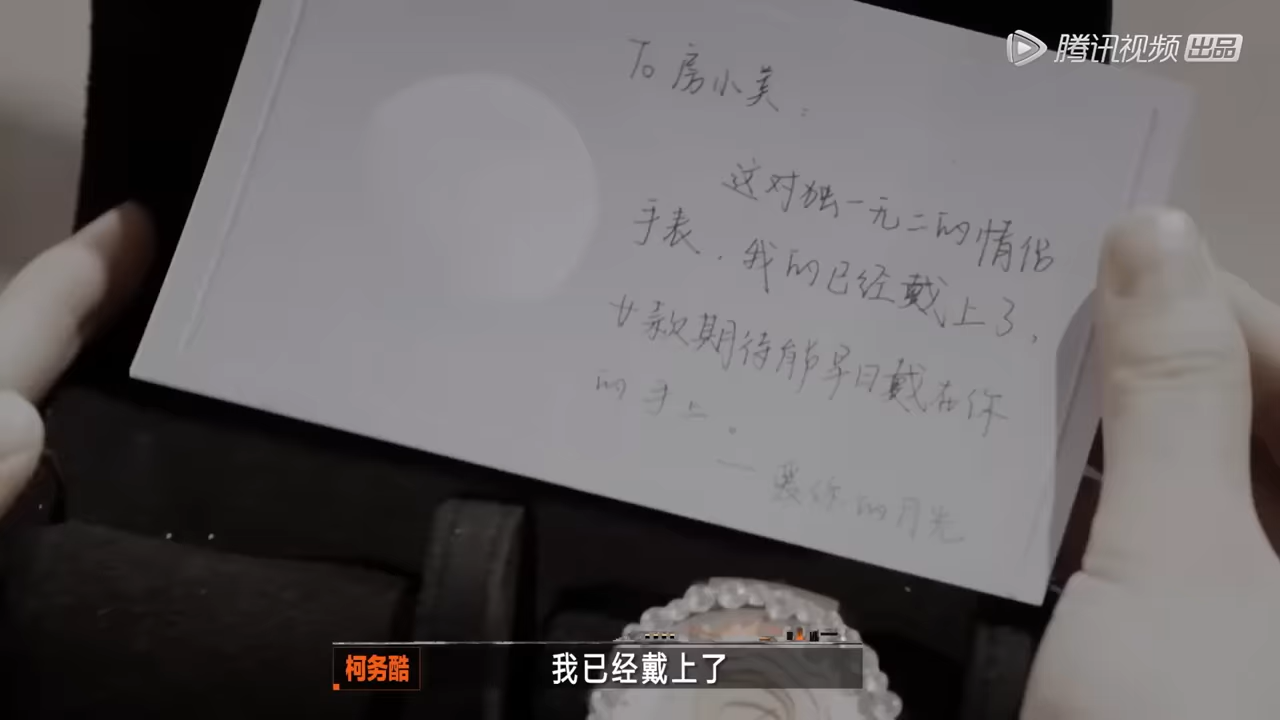 腾讯视频 出品
To 房小美：
这对独一无二的情侣
手表，我的已经戴上了，
女款期待能早日戴在你
的手上。
—爱你的月先
柯务酷
我已经戴上了